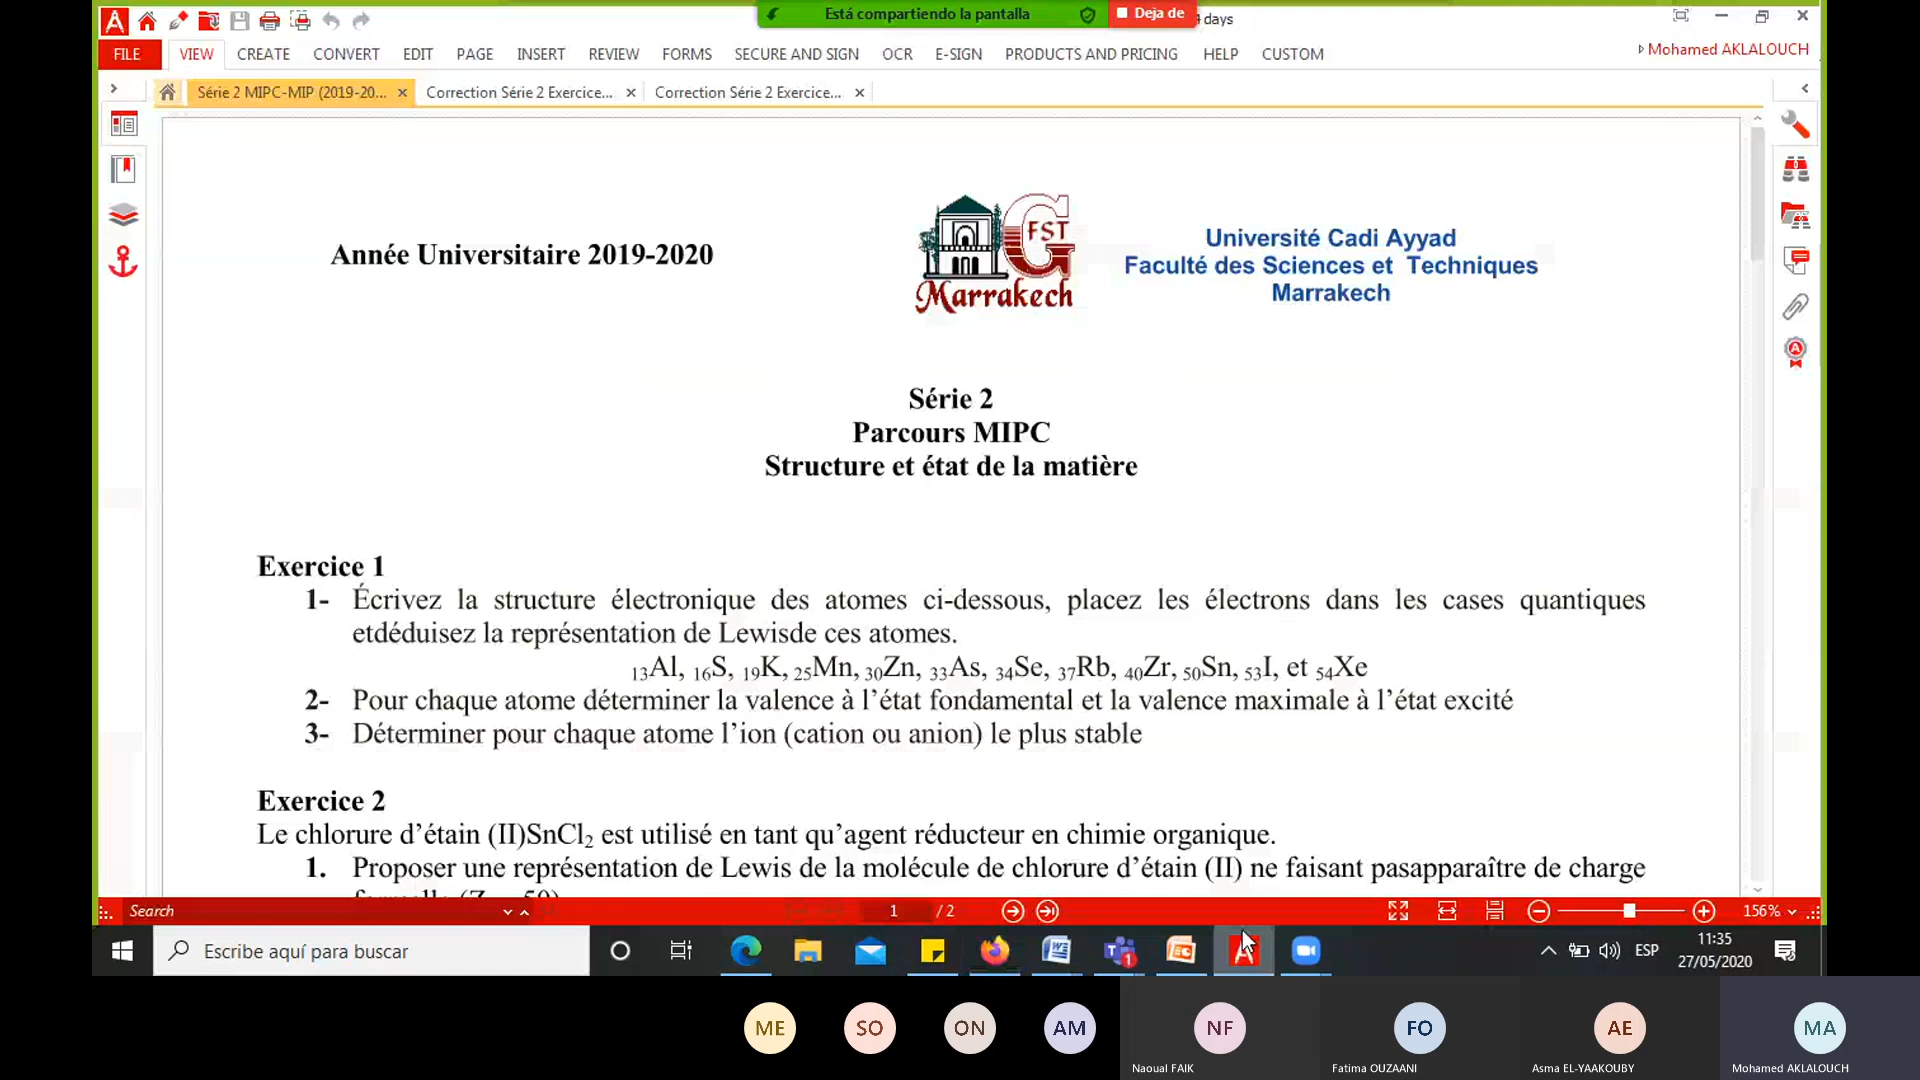 Está compartiendo la pantalla
Deja de
days
FILE VIEW CREATE CONVERT EDIT PAGE INSERT REVIEW FORMS SECURE AND SIGN OCR E-SIGN PRODUCTS AND PRICING HELP CUSTOM
Mohamed AKLALOUCH
Série 2 MIPC-MIP (2019-20...
Correction Série 2 Exercice...
Correction Série 2 Exercice...
Année Universitaire 2019-2020
G
FST
Marrakech
Université Cadi Ayyad
Faculté des Sciences et Techniques
Marrakech
Série 2
Parcours MIPC
Structure et état de la matière
Exercice 1
1- Écrivez la structure électronique des atomes ci-dessous, placez les électrons dans les cases quantiques
etdéduisez la représentation de Lewisde ces atomes.
₁₃Al, ₁₆S, ₁₉K, ₂₅Mn, ₃₀Zn, ₃₃As, ₃₄Se, ₃₇Rb, ₄₀Zr, ₅₀Sn, ₅₃I, et ₅₄Xe
2- Pour chaque atome déterminer la valence à l’état fondamental et la valence maximale à l’état excité
3- Déterminer pour chaque atome l’ion (cation ou anion) le plus stable
Exercice 2
Le chlorure d’étain (II)SnCl₂ est utilisé en tant qu’agent réducteur en chimie organique.
1. Proposer une représentation de Lewis de la molécule de chlorure d’étain (II) ne faisant pasapparaître de charge
Search
1 / 2
156%
Escribe aquí para buscar
ESP
11:35
27/05/2020
ME SO ON AM NF FO AE MA
Naoual FAIK
Fatima OUZAANI
Asma EL-YAAKOUBY
Mohamed AKLALOUCH